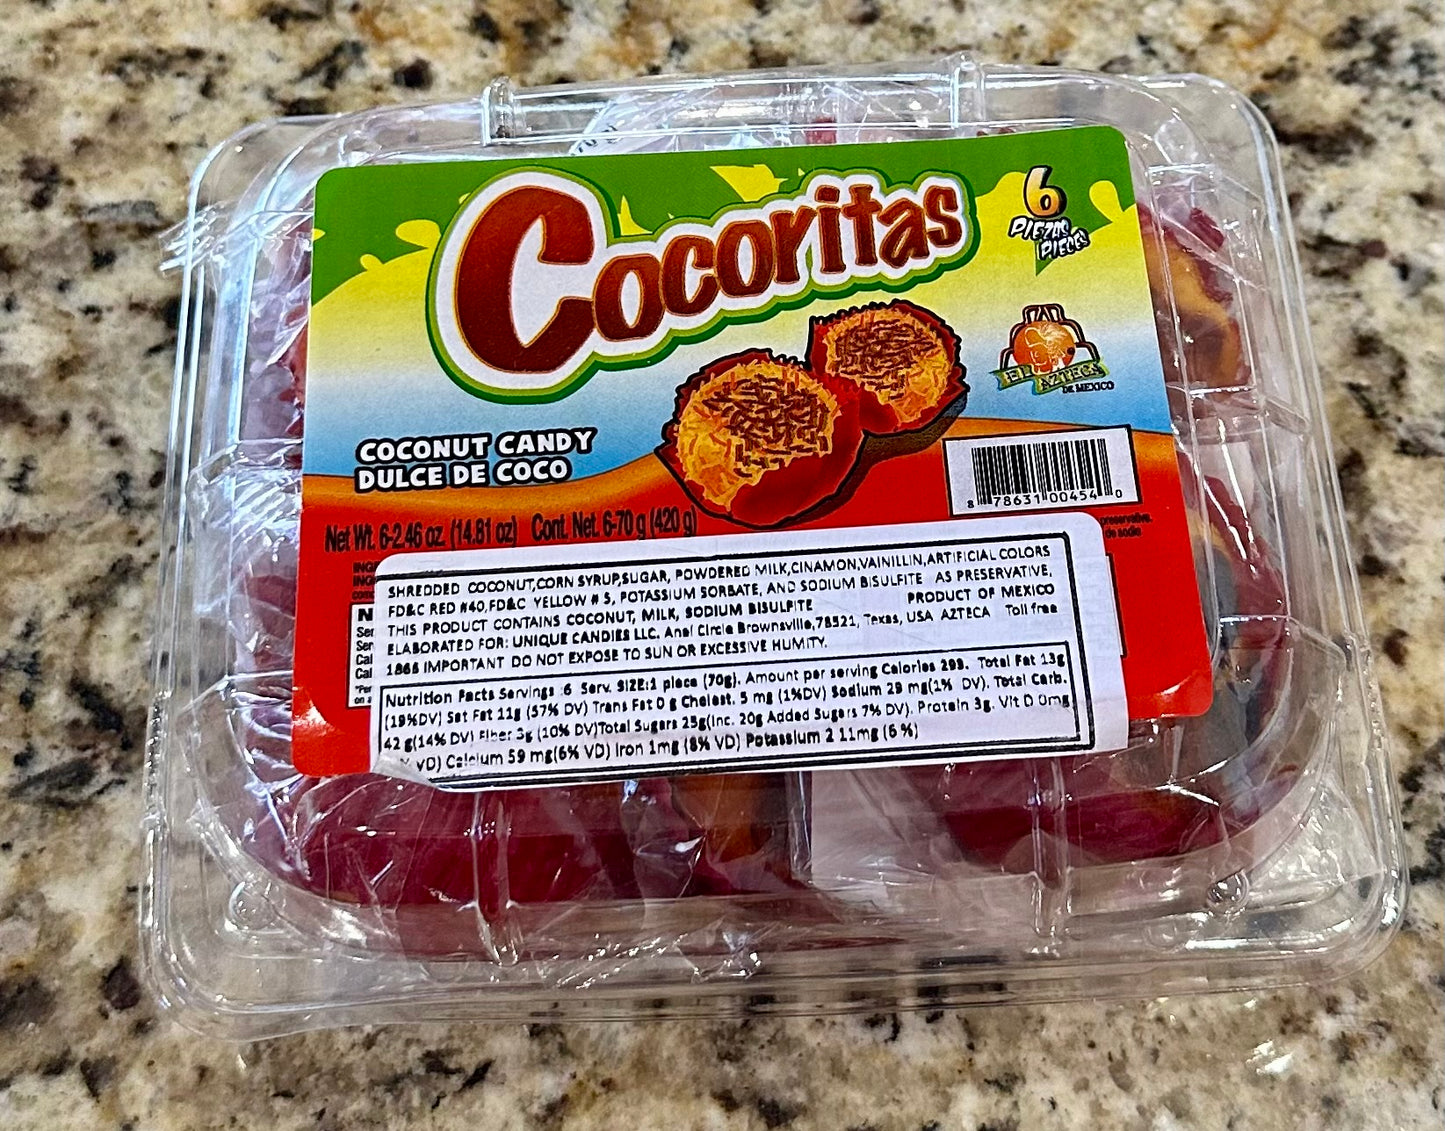 Cocoritas
6
PIEZAS
PIECES
EL AZTECA
DE MEXICO
COCONUT CANDY
DULCE DE COCO
8 78631 00454 0
Net Wt. 6-2.46 oz. (14.81 oz) Cont. Net. 6-70 g (420 g)
preservative.
de sodio
SHREDDED COCONUT,CORN SYRUP,SUGAR, POWDERED MILK,CINAMON,VAINILLIN,ARTIFICIAL COLORS
FD&C RED #40,FD&C YELLOW # 5, POTASSIUM SORBATE, AND SODIUM BISULFITE AS PRESERVATIVE,
THIS PRODUCT CONTAINS COCONUT, MILK, SODIUM BISULPITE PRODUCT OF MEXICO
ELABORATED FOR: UNIQUE CANDIES LLC. Anel Circle Brownsville,78521, Texas, USA AZTECA Toll free
1866 IMPORTANT DO NOT EXPOSE TO SUN OR EXCESSIVE HUMITY.
Nutrition Facts Servings :6 Serv. SIZE:1 piece (70g). Amount per serving Calories 293. Total Fat 13g
(19%DV) Sat Fat 11g (57% DV) Trans Fat 0 g Cholest. 5 mg (1%DV) Sodium 29 mg(1% DV). Total Carb.
42 g(14% DV) Fiber 3g (10% DV)Total Sugars 25g(Inc. 20g Added Sugars 7% DV). Protein 3g. Vit D 0mg
VD) Calcium 59 mg(6% VD) Iron 1mg (8% VD) Potassium 2 11mg (6 %)